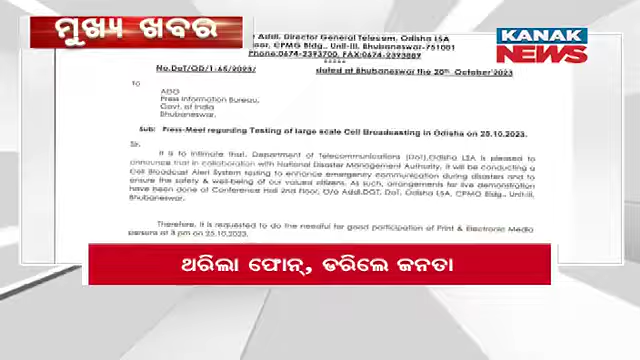 ମୁଖ୍ୟ ଖବର
KANAK
NEWS
Addl. Director General Telecom, Odisha LSA
loor, CPMG Bldg., Unit-III, Bhubaneswar-751001
Phone:0674-2393700, FAX:0674-2393887
*****
No.DoT/OD/1-65/2023/ dated at Bhubaneswar the 20th October'2023
To
ADG
Press Information Bureau,
Govt. of India
Bhubaneswar.
Sub: Press-Meet regarding Testing of large scale Cell Broadcasting in Odisha on 25.10.2023.
Sir,
It is to intimate that, Department of Telecommunications (DoT),Odisha LSA is pleased to
announce that in collaboration with National Disaster Management Authority, it will be conducting a
Cell Broadcast Alert System testing to enhance emergency communication during disasters and to
ensure the safety & well-being of our valued citizens. As such, arrangements for live demonstration
have been done at Conference Hall 2nd floor, O/o Addl.DGT, DoT, Odisha LSA, CPMG Bldg., Unit-III,
Bhubaneswar.
Therefore, it is requested to do the needful for good participation of Print & Electronic Media
persons at 3 pm on 25.10.2023.
ଥରିଲା ଫୋନ୍, ଡରିଲେ ଜନତା